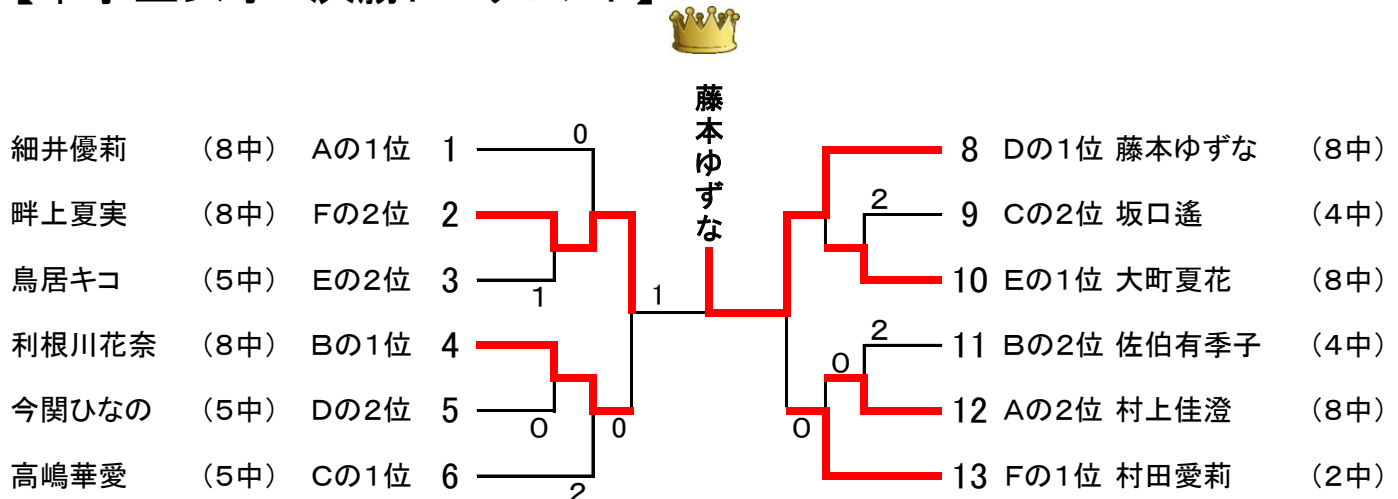 藤本ゆずな
細井優莉 （8中） Aの1位 1
0
畔上夏実 （8中） Fの2位 2
鳥居キコ （5中） Eの2位 3
1
利根川花奈 （8中） Bの1位 4
今関ひなの （5中） Dの2位 5
0
0
高嶋華愛 （5中） Cの1位 6
2
1
8 Dの1位 藤本ゆずな （8中）
2
9 Cの2位 坂口遙 （4中）
10 Eの1位 大町夏花 （8中）
2
11 Bの2位 佐伯有季子 （4中）
0
12 Aの2位 村上佳澄 （8中）
0
13 Fの1位 村田愛莉 （2中）